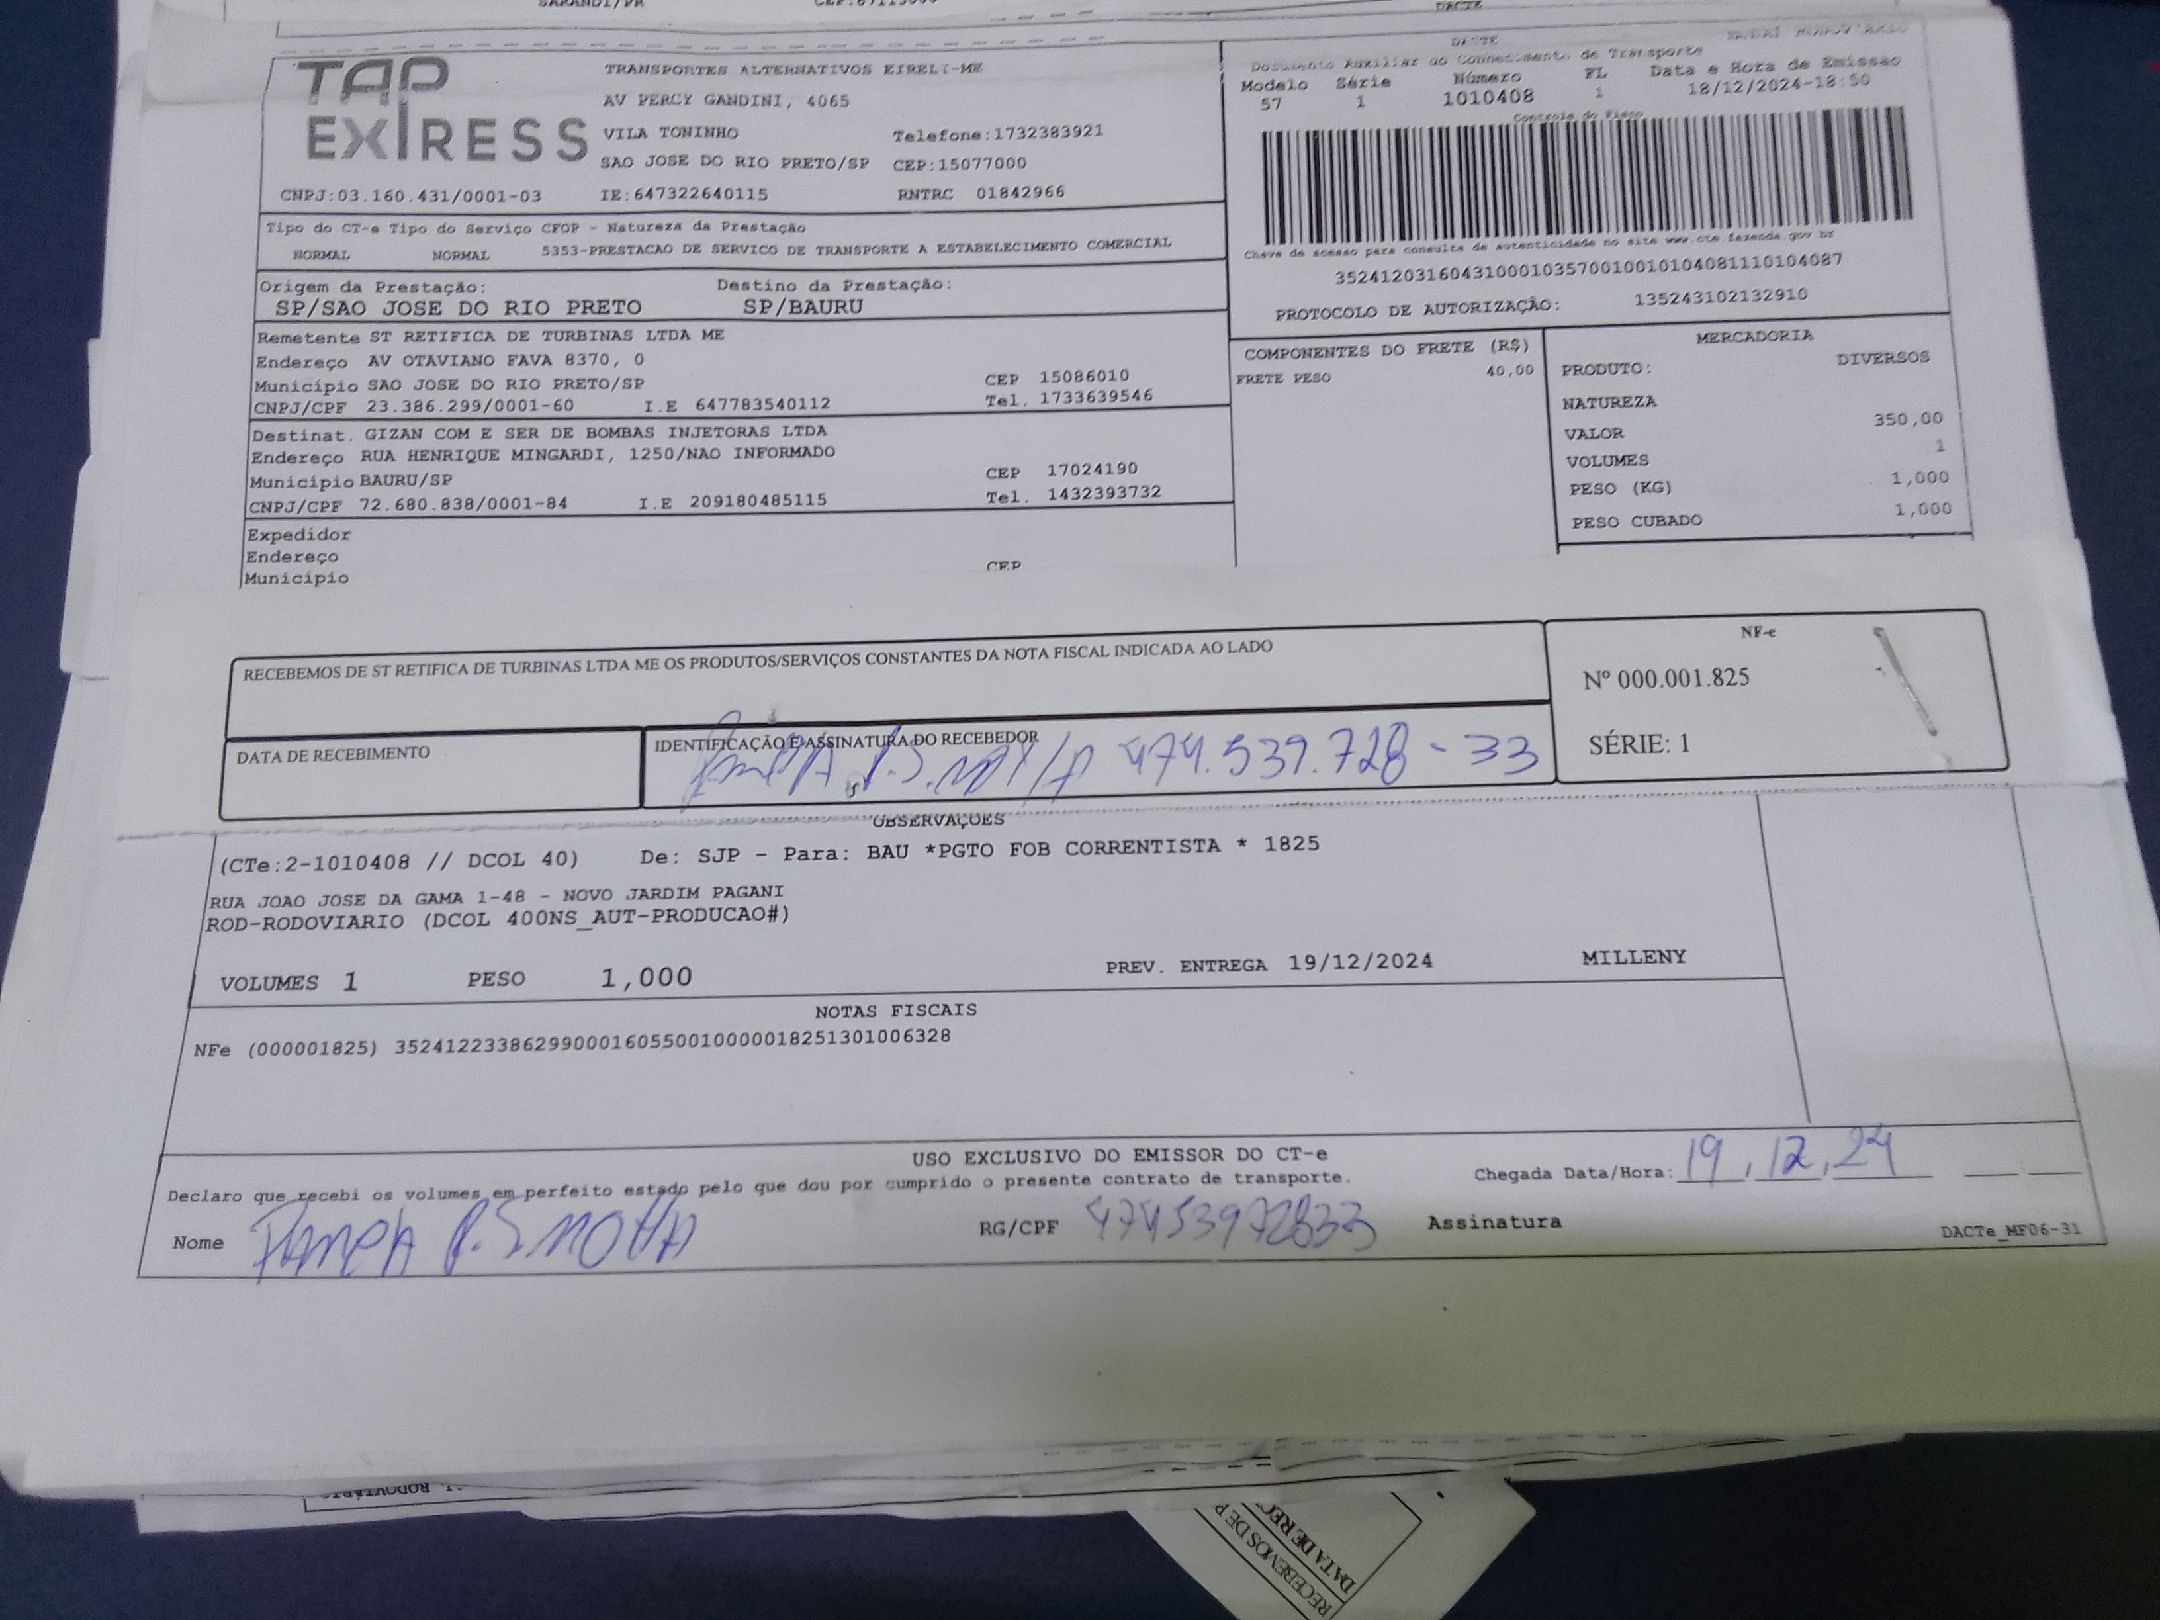 SARANDI/PR
DACTE
TAP EXPRESS
TRANSPORTES ALTERNATIVOS EIRELI-ME
AV PERCY GANDINI, 4065
VILA TONINHO Telefone:1732383921
SAO JOSE DO RIO PRETO/SP CEP:15077000
CNPJ:03.160.431/0001-03 IE:647322640115 RNTRC 01842966
DACTE
Documento Auxiliar do Conhecimento de Transporte
Modelo Série Número FL Data e Hora de Emissão
57 1 1010408 1 18/12/2024-18:50
Controle do Fisco
Chave de acesso para consulta de autenticidade no site www.cte.fazenda.gov.br
35241203160431000103570010010104081110104087
PROTOCOLO DE AUTORIZAÇÃO: 135243102132910
Tipo do CT-e Tipo do Serviço CFOP - Natureza da Prestação
NORMAL NORMAL 5353-PRESTACAO DE SERVICO DE TRANSPORTE A ESTABELECIMENTO COMERCIAL
Origem da Prestação: Destino da Prestação:
SP/SAO JOSE DO RIO PRETO SP/BAURU
Remetente ST RETIFICA DE TURBINAS LTDA ME
Endereço AV OTAVIANO FAVA 8370, 0
Município SAO JOSE DO RIO PRETO/SP CEP 15086010
CNPJ/CPF 23.386.299/0001-60 I.E 647783540112 Tel. 1733639546
Destinat. GIZAN COM E SER DE BOMBAS INJETORAS LTDA
Endereço RUA HENRIQUE MINGARDI, 1250/NAO INFORMADO
Município BAURU/SP CEP 17024190
CNPJ/CPF 72.680.838/0001-84 I.E 209180485115 Tel. 1432393732
Expedidor
Endereço
Município CEP
COMPONENTES DO FRETE (R$)
FRETE PESO 40,00
MERCADORIA
PRODUTO: DIVERSOS
NATUREZA
VALOR 350,00
VOLUMES 1
PESO (KG) 1,000
PESO CUBADO 1,000
RECEBEMOS DE ST RETIFICA DE TURBINAS LTDA ME OS PRODUTOS/SERVIÇOS CONSTANTES DA NOTA FISCAL INDICADA AO LADO
NF-e
Nº 000.001.825
SÉRIE: 1
DATA DE RECEBIMENTO
IDENTIFICAÇÃO E ASSINATURA DO RECEBEDOR
474.539.728-33
OBSERVAÇÕES
(CTe:2-1010408 // DCOL 40) De: SJP - Para: BAU *PGTO FOB CORRENTISTA * 1825
RUA JOAO JOSE DA GAMA 1-48 - NOVO JARDIM PAGANI
ROD-RODOVIARIO (DCOL 400NS_AUT-PRODUCAO#)
VOLUMES 1 PESO 1,000 PREV. ENTREGA 19/12/2024 MILLENY
NOTAS FISCAIS
NFe (000001825) 35241223386299000160550010000018251301006328
USO EXCLUSIVO DO EMISSOR DO CT-e
Declaro que recebi os volumes em perfeito estado pelo que dou por cumprido o presente contrato de transporte.
Chegada Data/Hora: 19,12,24
Nome RG/CPF 47453972833 Assinatura
DACTe_MF06-31
RECEBEMOS DE P
DATA DE REC